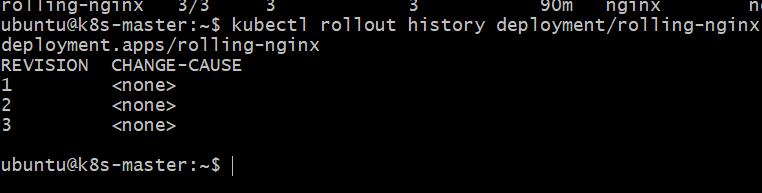 rolling-nginx   3/3     3            3           90m   nginx
ubuntu@k8s-master:~$ kubectl rollout history deployment/rolling-nginx
deployment.apps/rolling-nginx
REVISION  CHANGE-CAUSE
1         <none>
2         <none>
3         <none>
ubuntu@k8s-master:~$